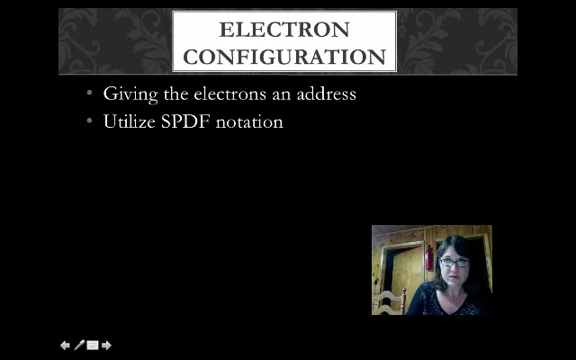 ELECTRON
CONFIGURATION
• Giving the electrons an address
• Utilize SPDF notation